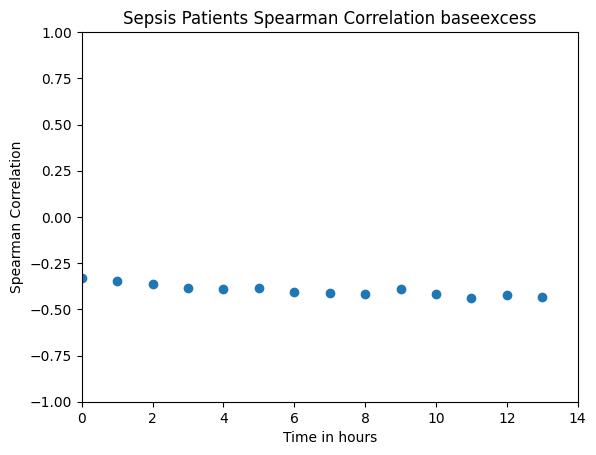 Sepsis Patients Spearman Correlation baseexcess
1.00
0.75
0.50
0.25
0.00
−0.25
−0.50
−0.75
−1.00
Spearman Correlation
0 2 4 6 8 10 12 14
Time in hours